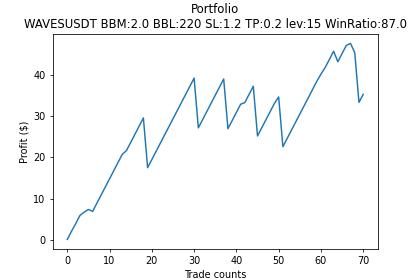 Portfolio
WAVESUSDT BBM:2.0 BBL:220 SL:1.2 TP:0.2 lev:15 WinRatio:87.0
Profit ($)
40
30
20
10
0
0 10 20 30 40 50 60 70
Trade counts